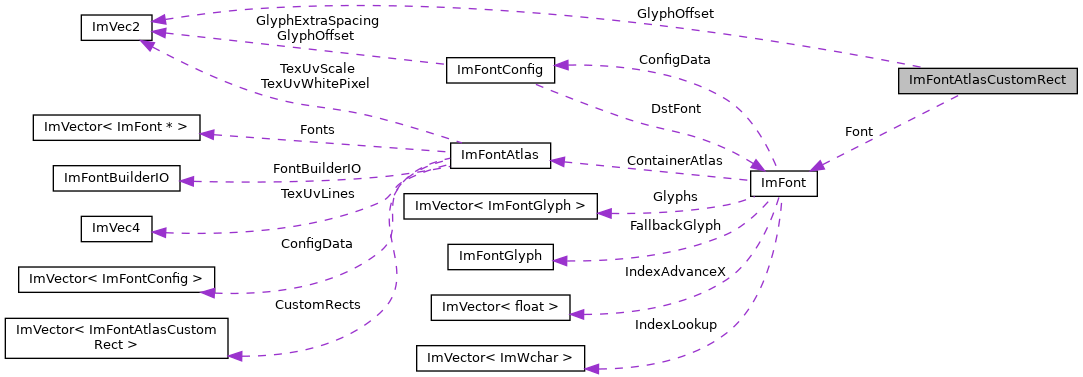 GlyphOffset
ImVec2
GlyphExtraSpacing
GlyphOffset
ConfigData
ImFontConfig
ImFontAtlasCustomRect
TexUvScale
TexUvWhitePixel
DstFont
ImVector< ImFont * >
Fonts
Font
ImFontAtlas
ContainerAtlas
FontBuilderIO
ImFontBuilderIO
ImFont
TexUvLines
Glyphs
ImVector< ImFontGlyph >
ImVec4
FallbackGlyph
ConfigData
ImFontGlyph
IndexAdvanceX
ImVector< ImFontConfig >
CustomRects
ImVector< float >
IndexLookup
ImVector< ImFontAtlasCustom
Rect >
ImVector< ImWchar >